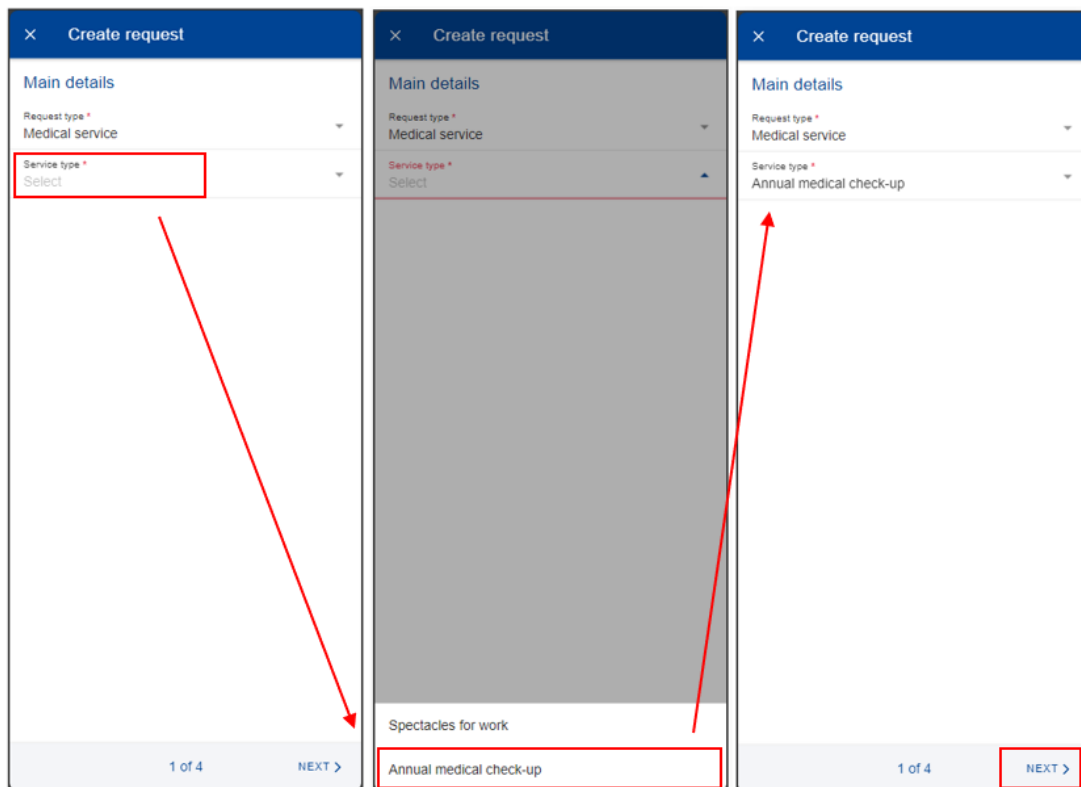 × Create request
Main details
Request type *
Medical service
Service type *
Select
1 of 4 NEXT >
× Create request
Main details
Request type *
Medical service
Service type *
Select
Spectacles for work
Annual medical check-up
× Create request
Main details
Request type *
Medical service
Service type *
Annual medical check-up
1 of 4 NEXT >